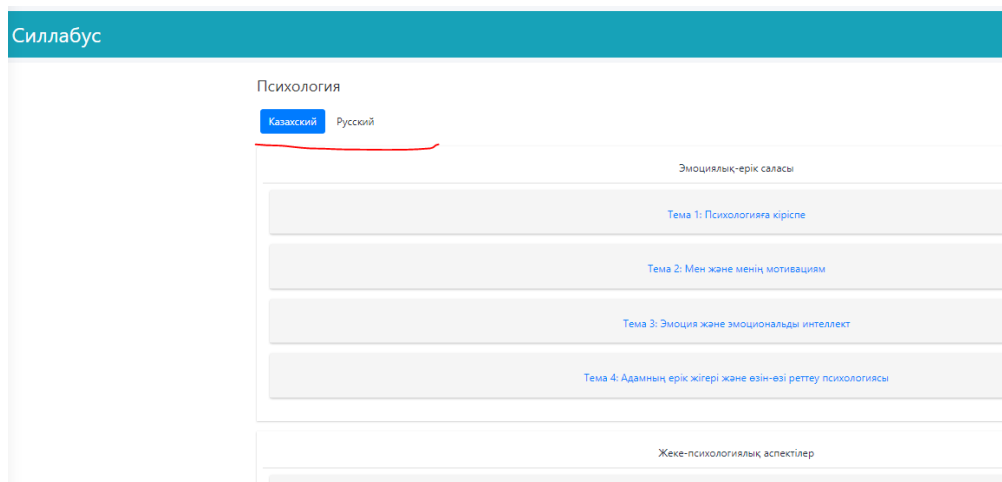 Силлабус
Психология
Казахский Русский
Эмоциялық-ерік саласы
Тема 1: Психологияға кіріспе
Тема 2: Мен және менің мотивациям
Тема 3: Эмоция және эмоциональды интеллект
Тема 4: Адамның ерік жігері және өзін-өзі реттеу психологиясы
Жеке-психологиялық аспектілер